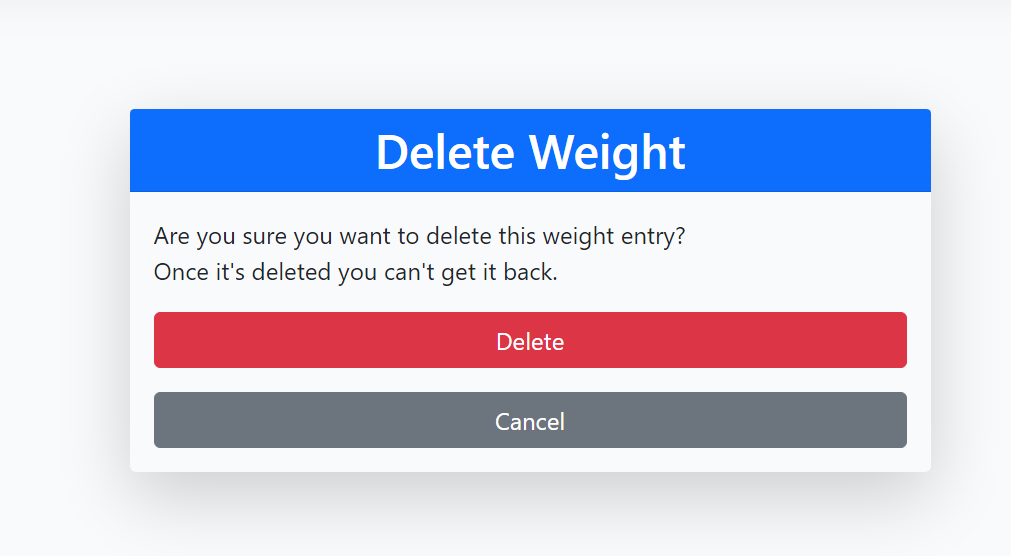 Delete Weight
Are you sure you want to delete this weight entry?
Once it's deleted you can't get it back.
Delete
Cancel